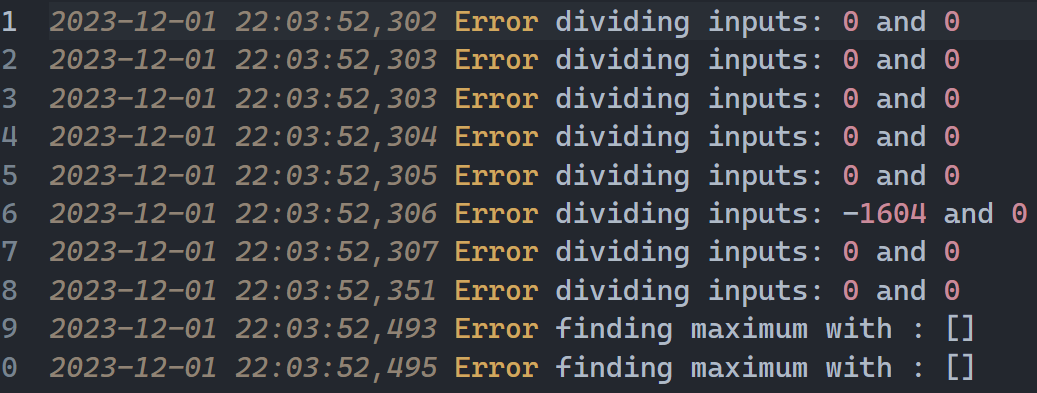 1 2023-12-01 22:03:52,302 Error dividing inputs: 0 and 0
2 2023-12-01 22:03:52,303 Error dividing inputs: 0 and 0
3 2023-12-01 22:03:52,303 Error dividing inputs: 0 and 0
4 2023-12-01 22:03:52,304 Error dividing inputs: 0 and 0
5 2023-12-01 22:03:52,305 Error dividing inputs: 0 and 0
6 2023-12-01 22:03:52,306 Error dividing inputs: -1604 and 0
7 2023-12-01 22:03:52,307 Error dividing inputs: 0 and 0
8 2023-12-01 22:03:52,351 Error dividing inputs: 0 and 0
9 2023-12-01 22:03:52,493 Error finding maximum with : []
0 2023-12-01 22:03:52,495 Error finding maximum with : []